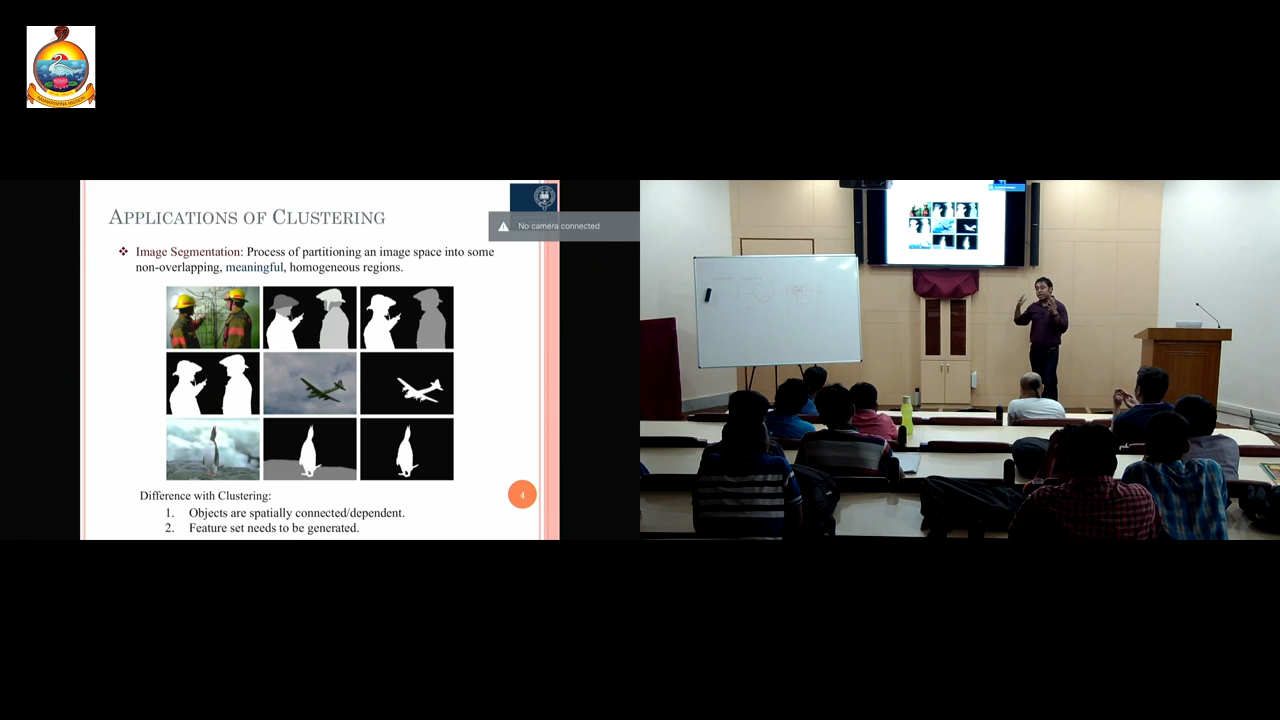 APPLICATIONS OF CLUSTERING
No camera connected
❖ Image Segmentation: Process of partitioning an image space into some
non-overlapping, meaningful, homogeneous regions.
4
Difference with Clustering:
1. Objects are spatially connected/dependent.
2. Feature set needs to be generated.